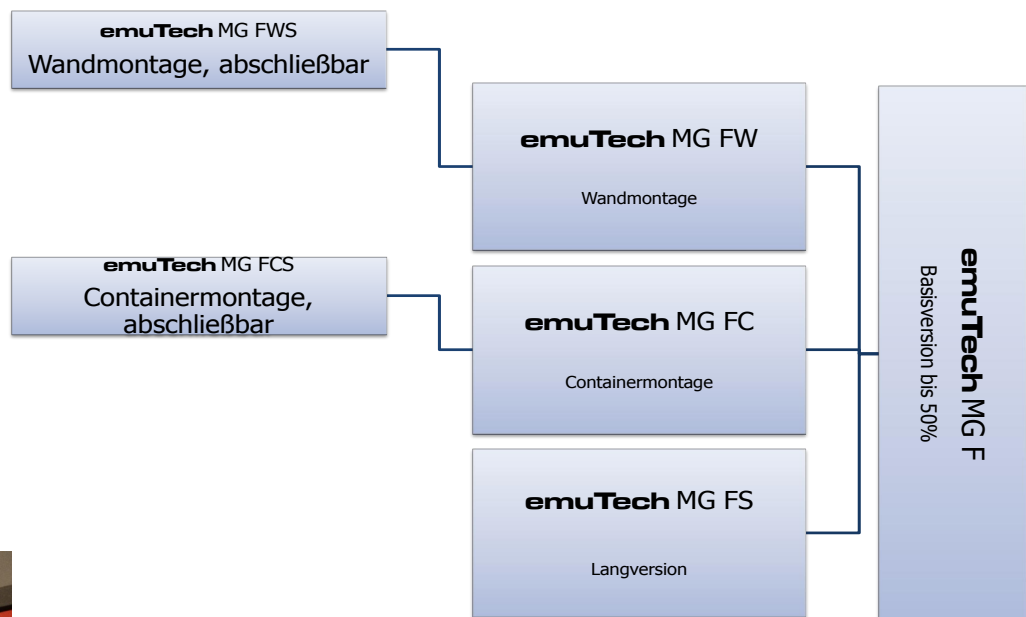 emuTech MG FWS
Wandmontage, abschließbar
emuTech MG FW
Wandmontage
emuTech MG FCS
Containermontage,
abschließbar
emuTech MG FC
Containermontage
emuTech MG FS
Langversion
emuTech MG F
Basisversion bis 50%